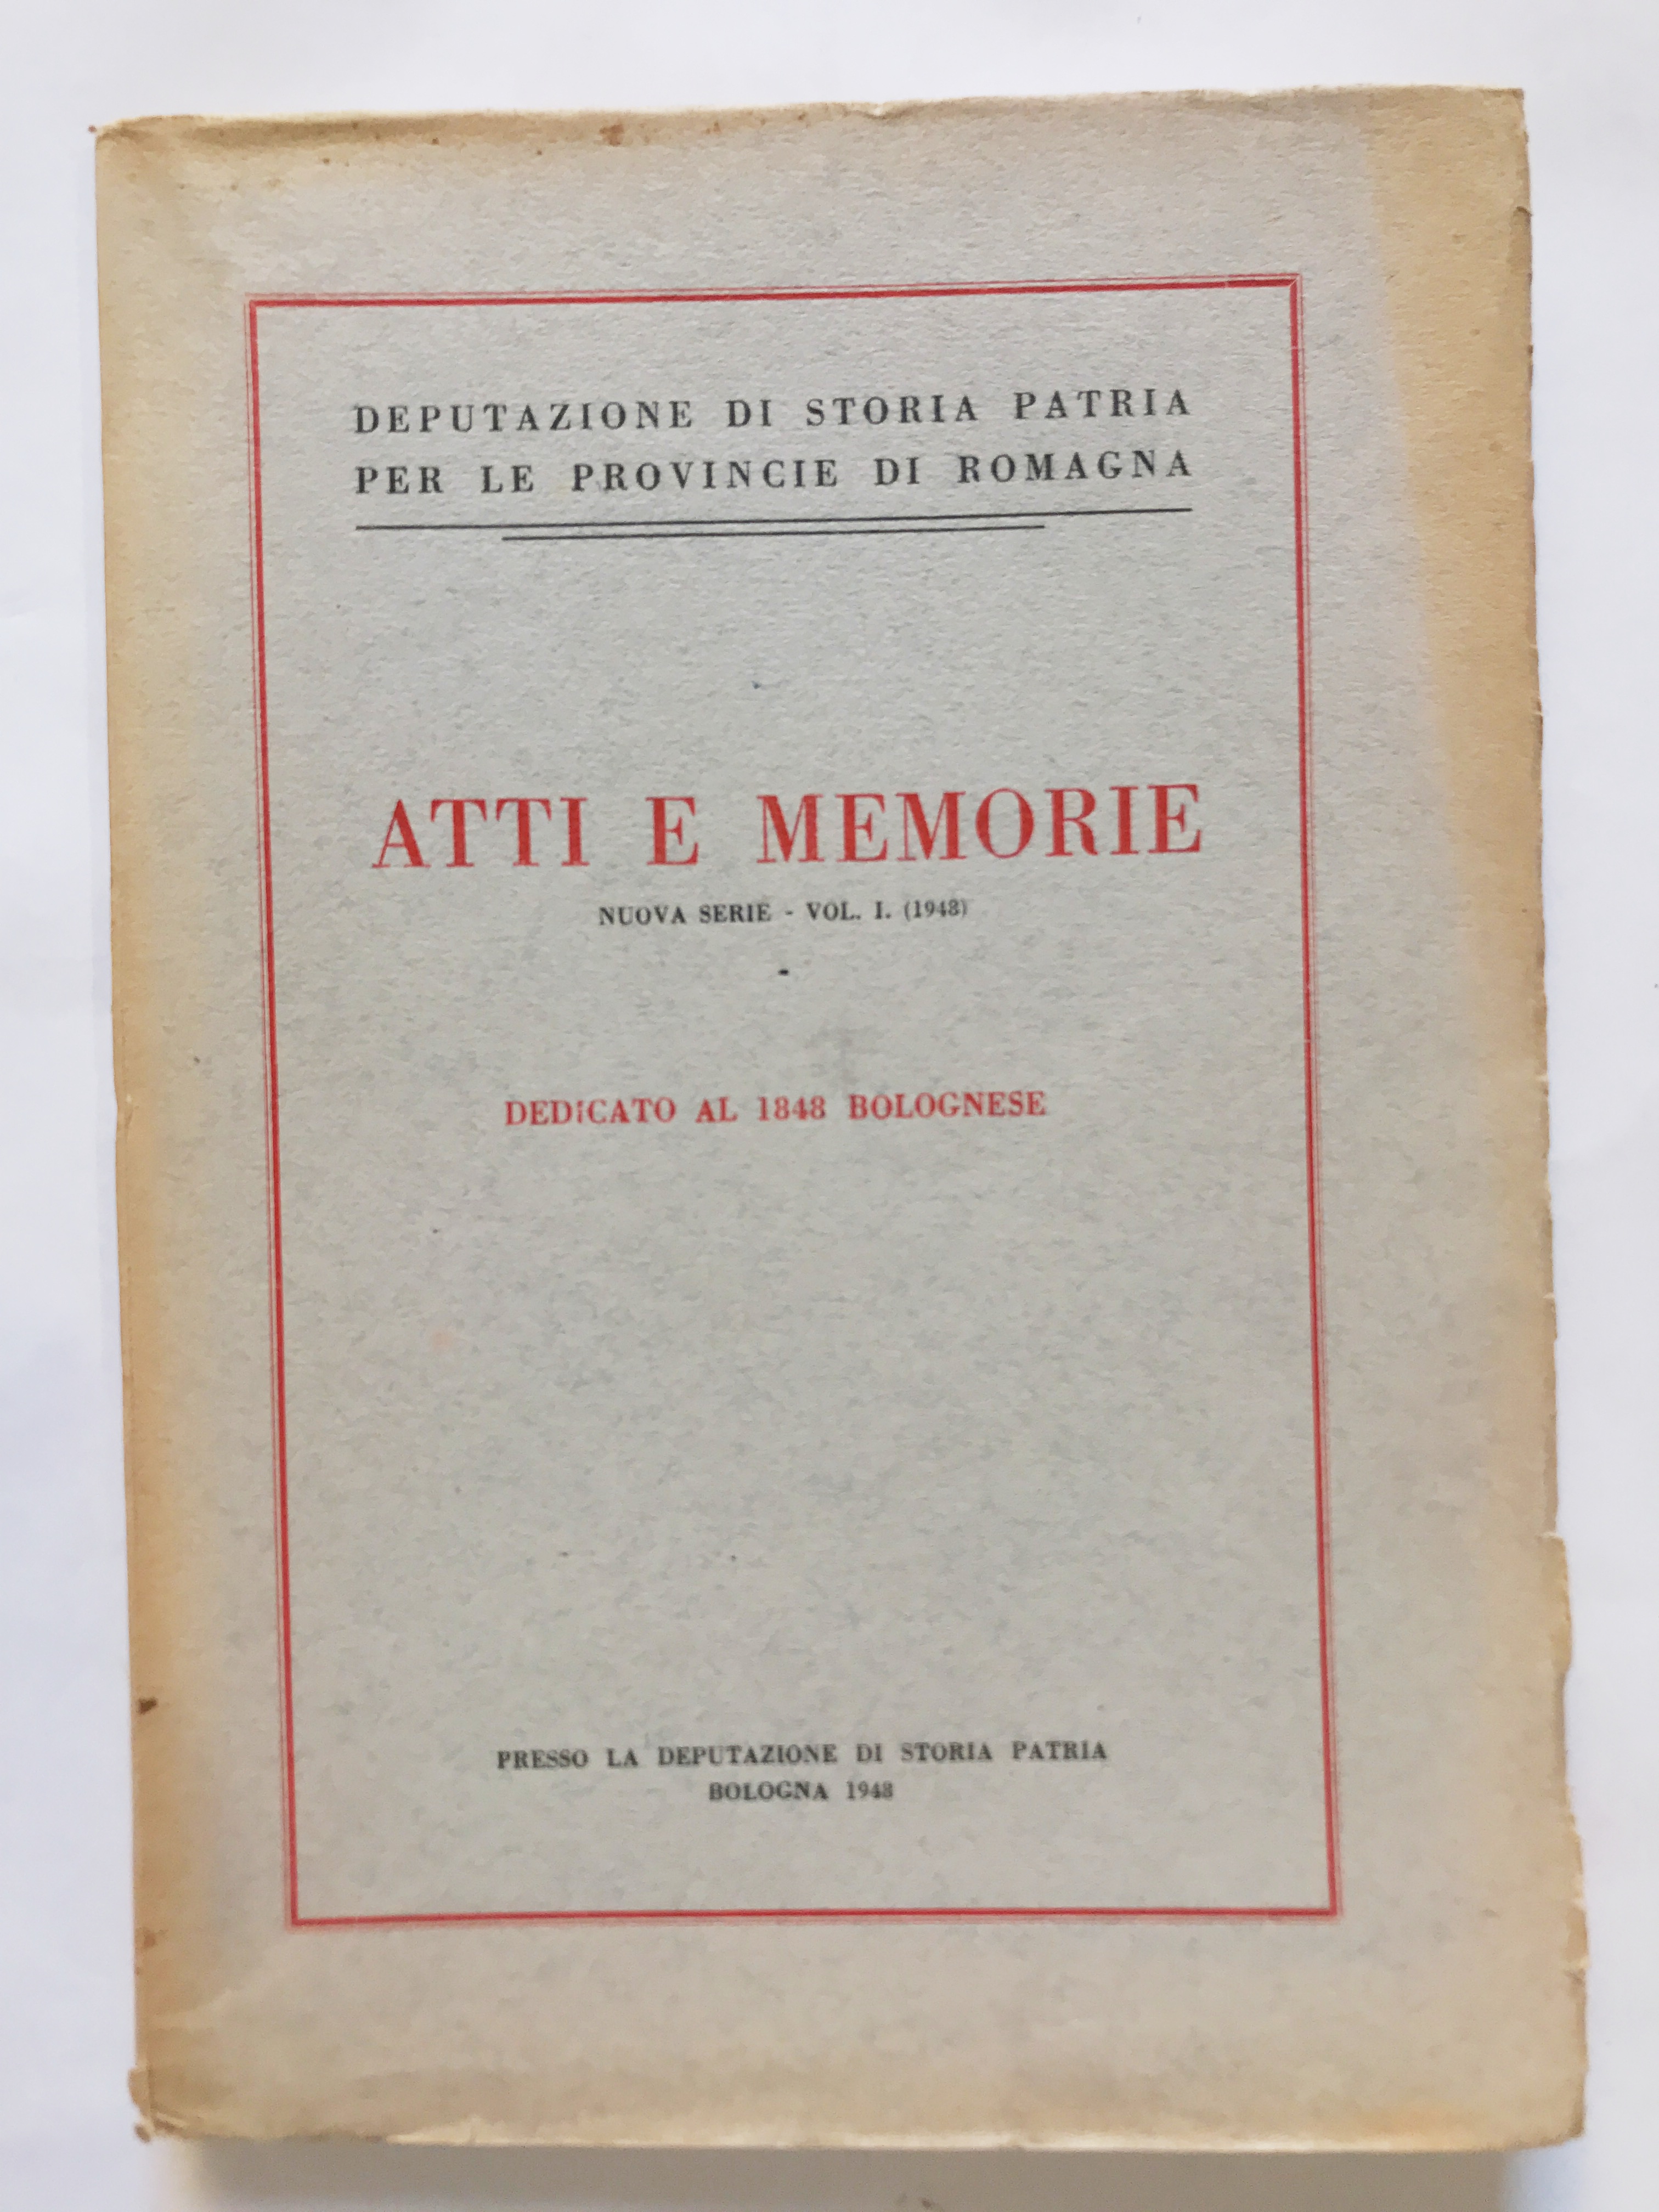 DEPUTAZIONE DI STORIA PATRIA
PER LE PROVINCIE DI ROMAGNA
ATTI E MEMORIE
NUOVA SERIE - VOL. I. (1948)
DEDICATO AL 1848 BOLOGNESE
PRESSO LA DEPUTAZIONE DI STORIA PATRIA
BOLOGNA 1948